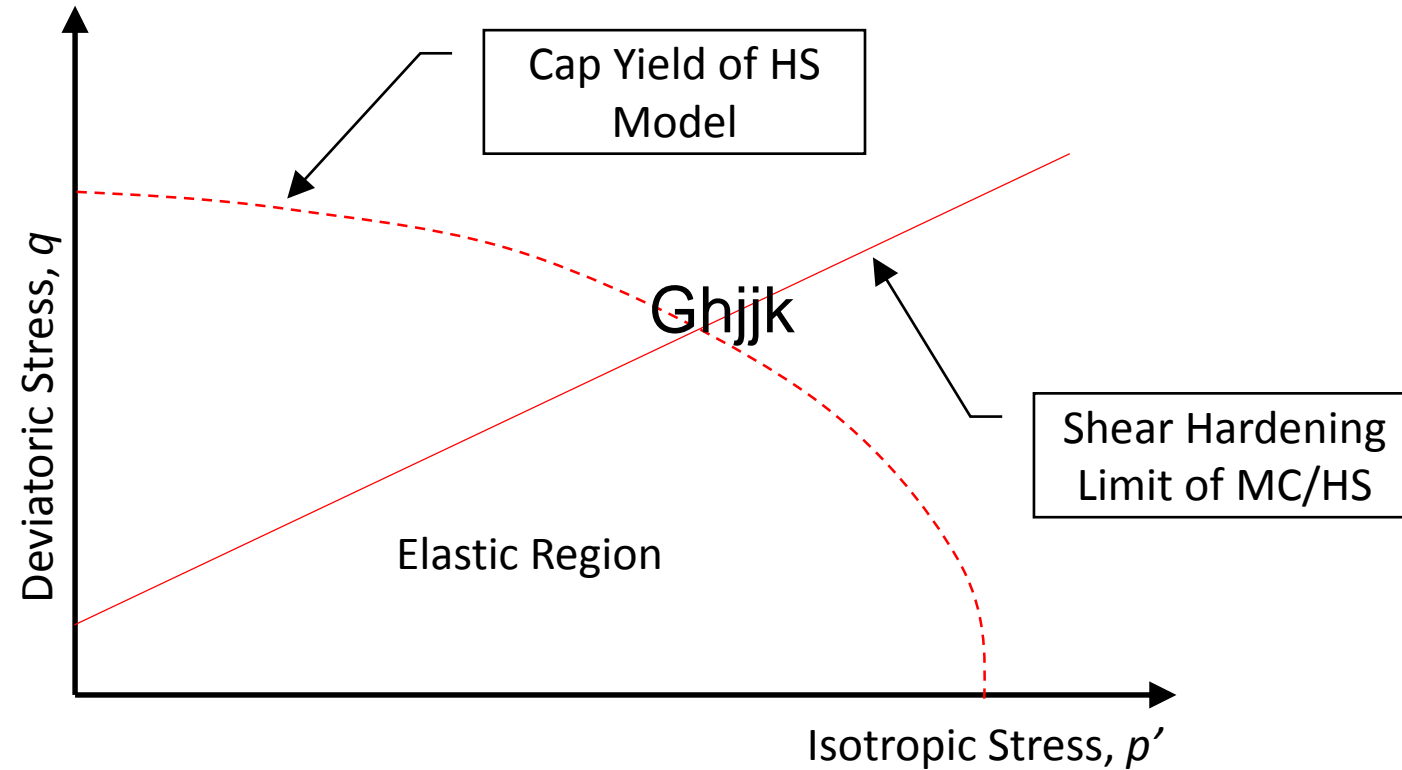 Cap Yield of HS
Model
Deviatoric Stress, q
Ghjjk
Shear Hardening
Limit of MC/HS
Elastic Region
Isotropic Stress, p’